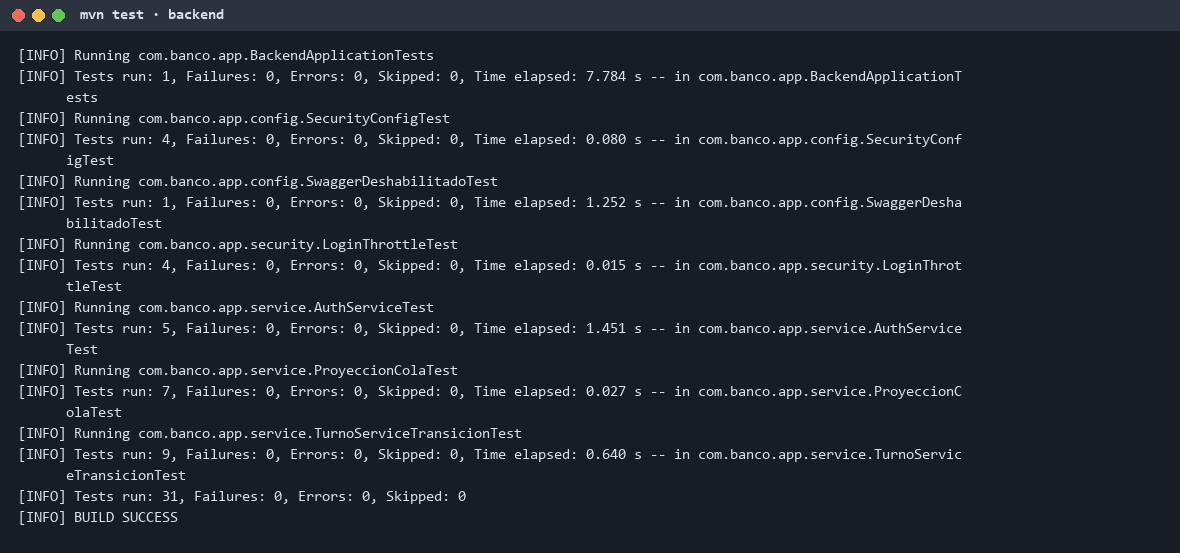 mvn test · backend
[INFO] Running com.banco.app.BackendApplicationTests
[INFO] Tests run: 1, Failures: 0, Errors: 0, Skipped: 0, Time elapsed: 7.784 s -- in com.banco.app.BackendApplicationT
ests
[INFO] Running com.banco.app.config.SecurityConfigTest
[INFO] Tests run: 4, Failures: 0, Errors: 0, Skipped: 0, Time elapsed: 0.080 s -- in com.banco.app.config.SecurityConf
igTest
[INFO] Running com.banco.app.config.SwaggerDeshabilitadoTest
[INFO] Tests run: 1, Failures: 0, Errors: 0, Skipped: 0, Time elapsed: 1.252 s -- in com.banco.app.config.SwaggerDesha
bilitadoTest
[INFO] Running com.banco.app.security.LoginThrottleTest
[INFO] Tests run: 4, Failures: 0, Errors: 0, Skipped: 0, Time elapsed: 0.015 s -- in com.banco.app.security.LoginThrot
tleTest
[INFO] Running com.banco.app.service.AuthServiceTest
[INFO] Tests run: 5, Failures: 0, Errors: 0, Skipped: 0, Time elapsed: 1.451 s -- in com.banco.app.service.AuthService
Test
[INFO] Running com.banco.app.service.ProyeccionColaTest
[INFO] Tests run: 7, Failures: 0, Errors: 0, Skipped: 0, Time elapsed: 0.027 s -- in com.banco.app.service.ProyeccionC
olaTest
[INFO] Running com.banco.app.service.TurnoServiceTransicionTest
[INFO] Tests run: 9, Failures: 0, Errors: 0, Skipped: 0, Time elapsed: 0.640 s -- in com.banco.app.service.TurnoServic
eTransicionTest
[INFO] Tests run: 31, Failures: 0, Errors: 0, Skipped: 0
[INFO] BUILD SUCCESS